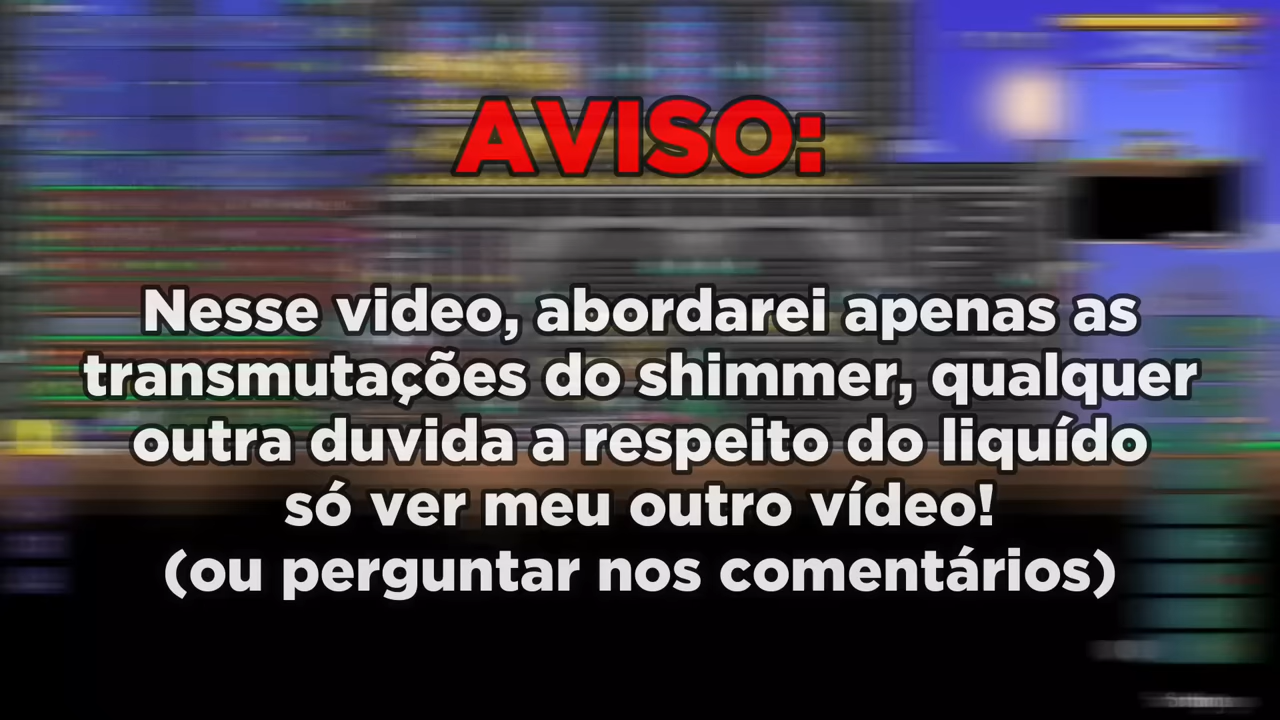 AVISO:
Nesse video, abordarei apenas as
transmutações do shimmer, qualquer
outra duvida a respeito do liquído
só ver meu outro vídeo!
(ou perguntar nos comentários)
Settings